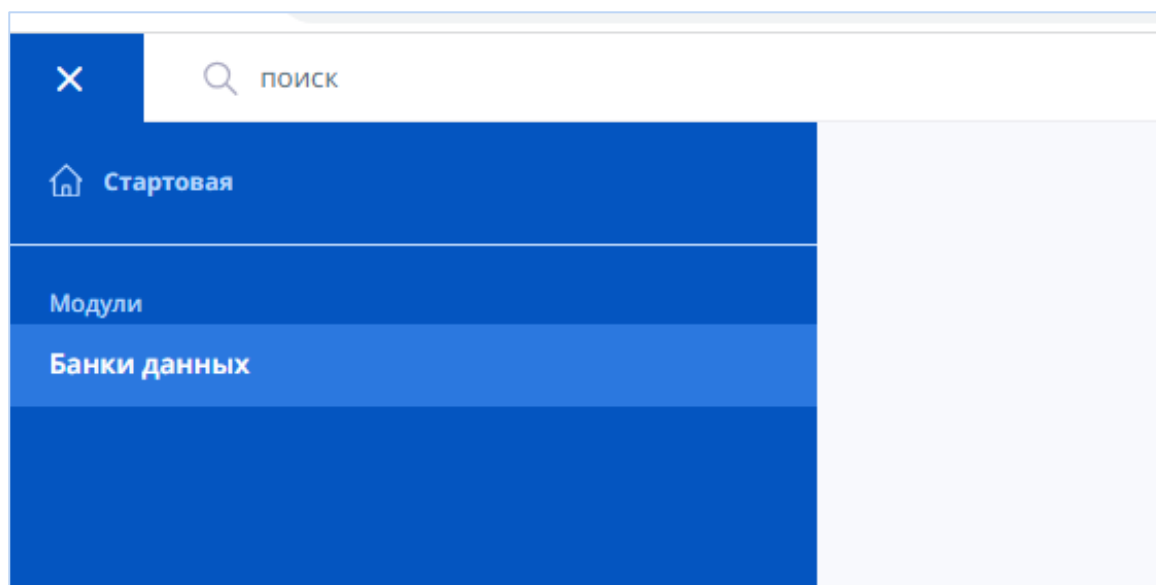 поиск
Стартовая
Модули
Банки данных